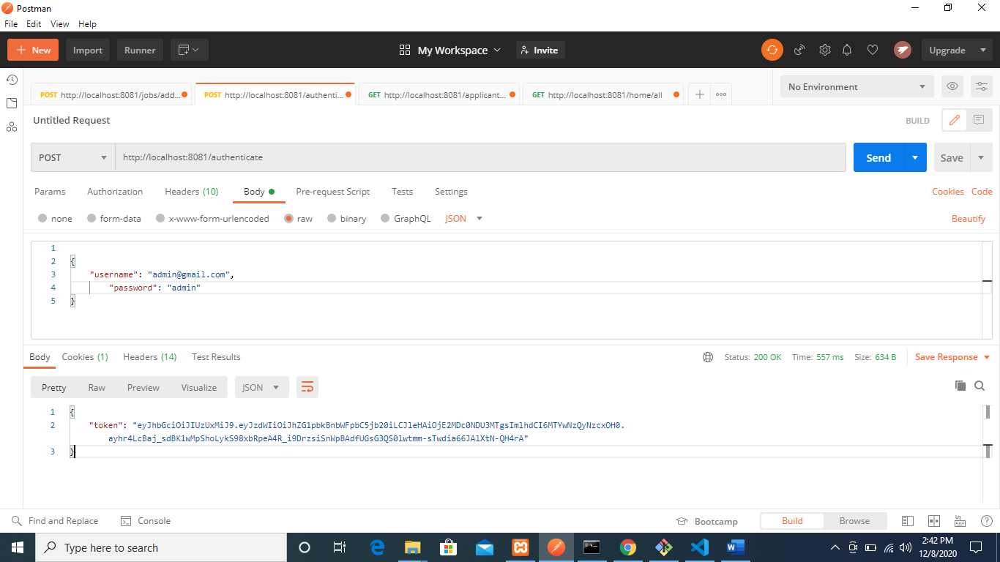 Postman
File Edit View Help
New Import Runner My Workspace Invite Upgrade
POST http://localhost:8081/jobs/add... POST http://localhost:8081/authenti... GET http://localhost:8081/applicant... GET http://localhost:8081/home/all No Environment
Untitled Request BUILD
POST http://localhost:8081/authenticate Send Save
Params Authorization Headers (10) Body Pre-request Script Tests Settings Cookies Code
none form-data x-www-form-urlencoded raw binary GraphQL JSON Beautify
1
2 {
3 "username": "admin@gmail.com",
4 "password": "admin"
5 }
Body Cookies (1) Headers (14) Test Results Status: 200 OK Time: 557 ms Size: 634 B Save Response
Pretty Raw Preview Visualize JSON
1 {
2 "token": "eyJhbGciOiJIUzUxMiJ9.eyJzdWIiOiJhZG1pbkBnbWFpbC5jb20iLCJleHAiOjE2MDc0NDU3MTgsImlhdCI6MTYwNzQyNzcxOH0.
ayhr4LcBaj_sdBK1wMpShoLykS98xbRpeA4R_i9DrzsiSnWpBAdfUGsG3QS0lwtmm-sTwdia66JAlXtN-QH4rA"
3 }
Find and Replace Console Bootcamp Build Browse
Type here to search 2:42 PM
12/8/2020